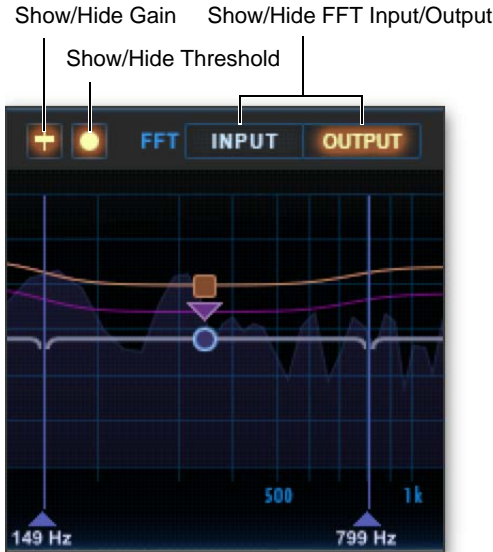 Show/Hide Gain Show/Hide FFT Input/Output
Show/Hide Threshold
FFT INPUT OUTPUT
500 1k
149 Hz 799 Hz